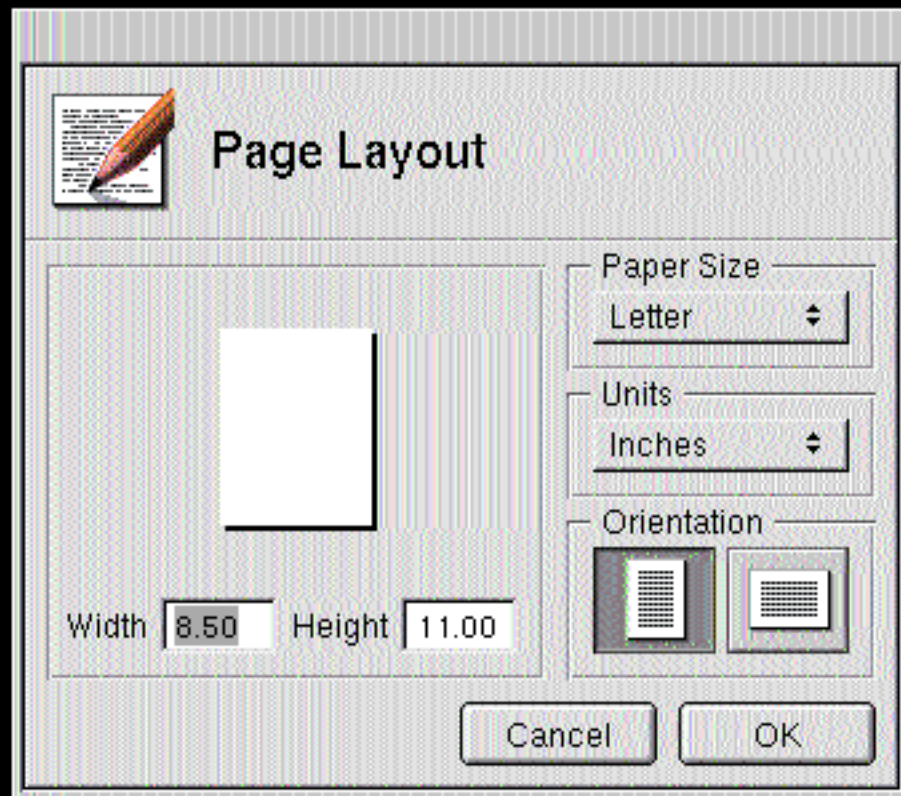 Page Layout
Paper Size
Letter
Units
Inches
Orientation
Width 8.50 Height 11.00
Cancel OK